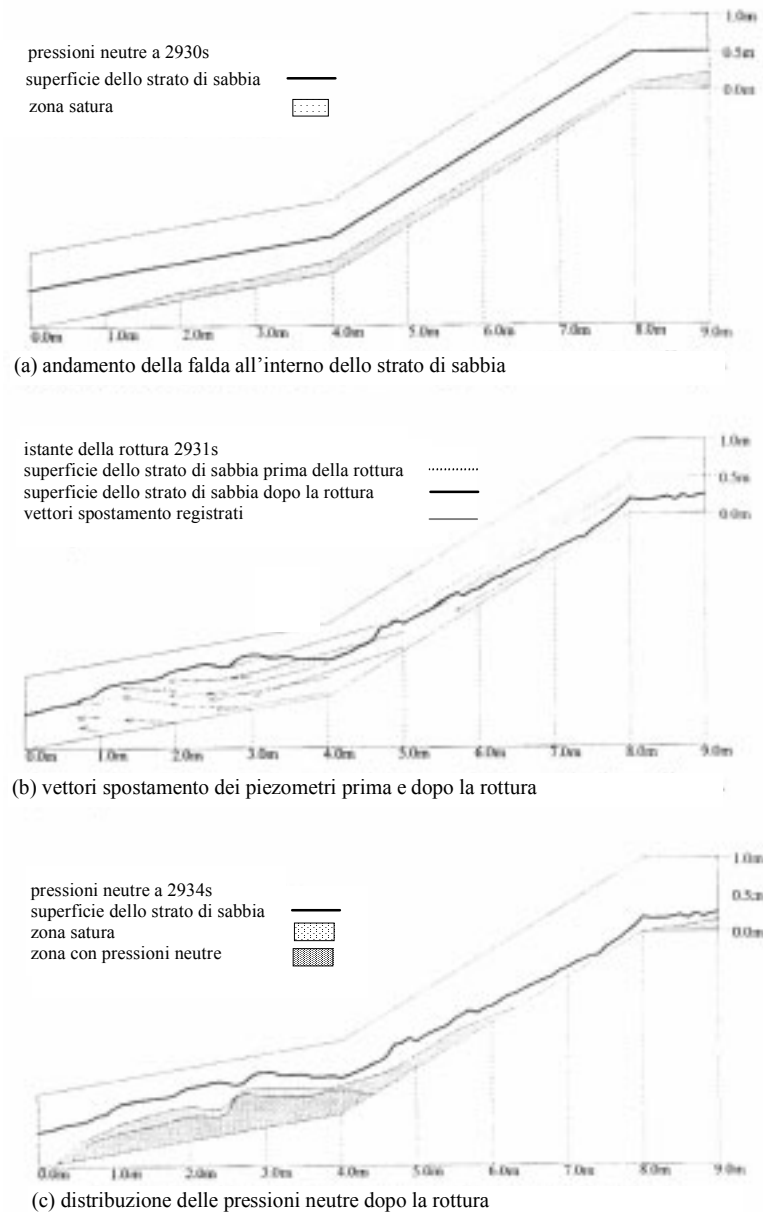 1.0m
pressioni neutre a 2930s
0.5m
superficie dello strato di sabbia
0.0m
zona satura
0.0m 1.0m 2.0m 3.0m 4.0m 5.0m 6.0m 7.0m 8.0m 9.0m
(a) andamento della falda all’interno dello strato di sabbia
1.0m
istante della rottura 2931s
superficie dello strato di sabbia prima della rottura
0.5m
superficie dello strato di sabbia dopo la rottura
vettori spostamento registrati
0.0m
0.0m 1.0m 2.0m 3.0m 4.0m 5.0m 6.0m 7.0m 8.0m 9.0m
(b) vettori spostamento dei piezometri prima e dopo la rottura
1.0m
pressioni neutre a 2934s
superficie dello strato di sabbia
0.5m
zona satura
0.0m
zona con pressioni neutre
0.0m 1.0m 2.0m 3.0m 4.0m 5.0m 6.0m 7.0m 8.0m 9.0m
(c) distribuzione delle pressioni neutre dopo la rottura